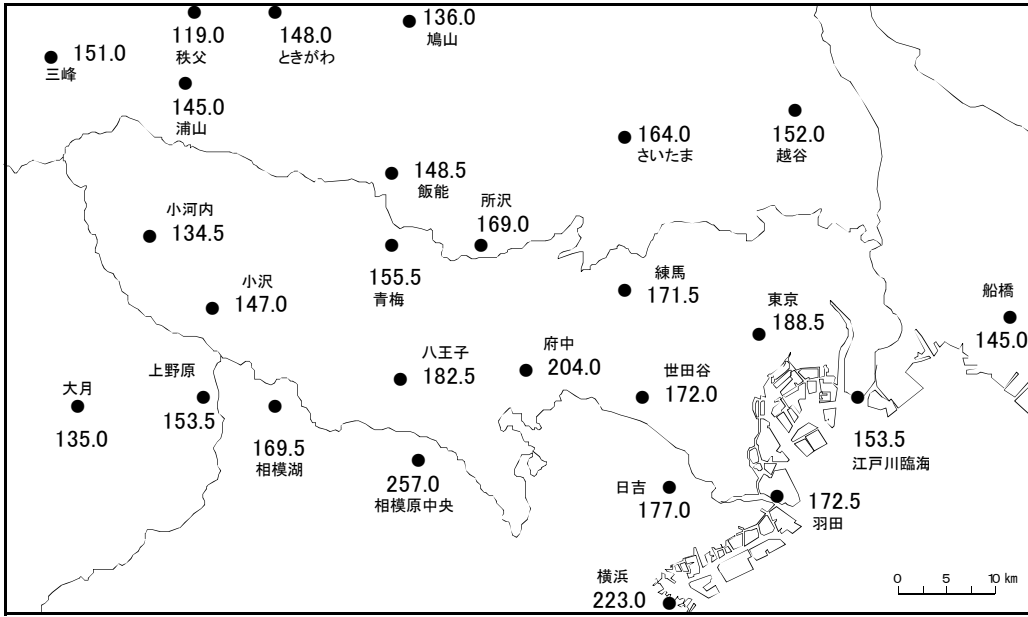 136.0
鳩山
119.0
秩父
148.0
ときがわ
151.0
三峰
145.0
浦山
164.0
さいたま
152.0
越谷
148.5
飯能
所沢
169.0
小河内
134.5
155.5
青梅
小沢
147.0
練馬
171.5
東京
188.5
船橋
145.0
八王子
182.5
府中
204.0
世田谷
172.0
上野原
153.5
大月
135.0
169.5
相模湖
153.5
江戸川臨海
257.0
相模原中央
日吉
177.0
172.5
羽田
横浜
223.0
0 5 10 km